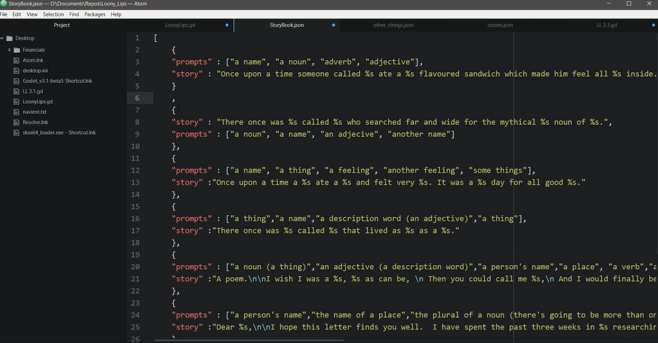 StoryBook.json — D:\Documents\Repon\Loony_Lips — Atom
File Edit View Selection Find Packages Help
Project
LoonyLips.gd
StoryBook.json
other_strings.json
stories.json
LL 3.1.gd
Desktop
Financials
Atom.lnk
desktop.ini
Godot_v3.1-beta5 Shortcut.lnk
LL 3.1.gd
LoonyLips.gd
navient.txt
Resolve.lnk
skse64_loader.exe - Shortcut.lnk
1 [
2 {
3 "prompts" : ["a name", "a noun", "adverb", "adjective"],
4 "story" : "Once upon a time someone called %s ate a %s flavoured sandwich which made him feel all %s inside.
5 }
6 ,
7 {
8 "story" : "There once was %s called %s who searched far and wide for the mythical %s noun of %s.",
9 "prompts" : ["a noun", "a name", "an adjecive", "another name"]
10 },
11 {
12 "prompts" : ["a name", "a thing", "a feeling", "another feeling", "some things"],
13 "story" :"Once upon a time a %s ate a %s and felt very %s. It was a %s day for all good %s."
14 },
15 {
16 "prompts" : ["a thing","a name","a description word (an adjective)","a thing"],
17 "story" :"There once was %s called %s that lived as %s as a %s."
18 },
19 {
20 "prompts" : ["a noun (a thing)","an adjective (a description word)","a person's name","a place", "a verb","a
21 "story" :"A poem.\n\nI wish I was a %s, %s as can be, \n Then you could call me %s,\n And I would finally be
22 },
23 {
24 "prompts" : ["a person's name","the name of a place","the plural of a noun (there's going to be more than or
25 "story" :"Dear %s,\n\nI hope this letter finds you well.  I have spent the past three weeks in %s researchin
26